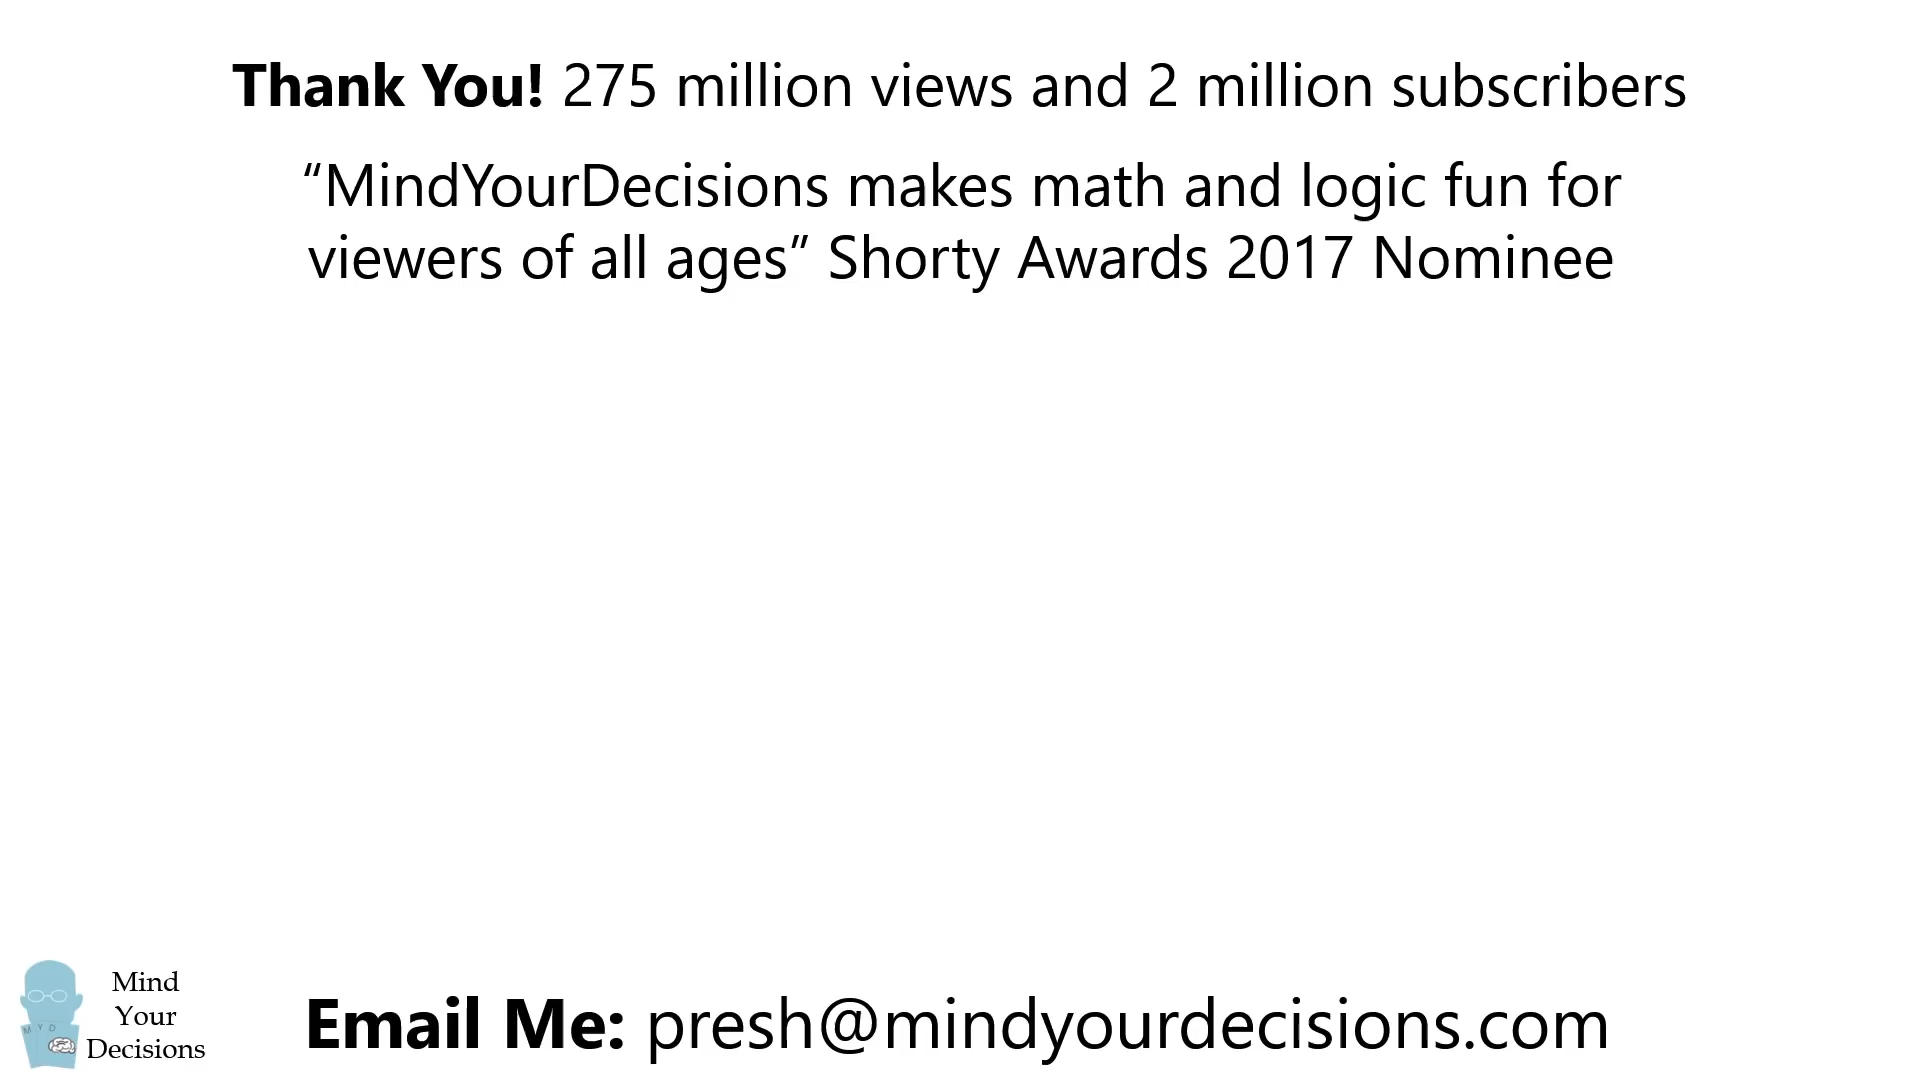 Thank You! 275 million views and 2 million subscribers
“MindYourDecisions makes math and logic fun for
viewers of all ages” Shorty Awards 2017 Nominee
M Y D
Mind
Your
Decisions
Email Me: presh@mindyourdecisions.com